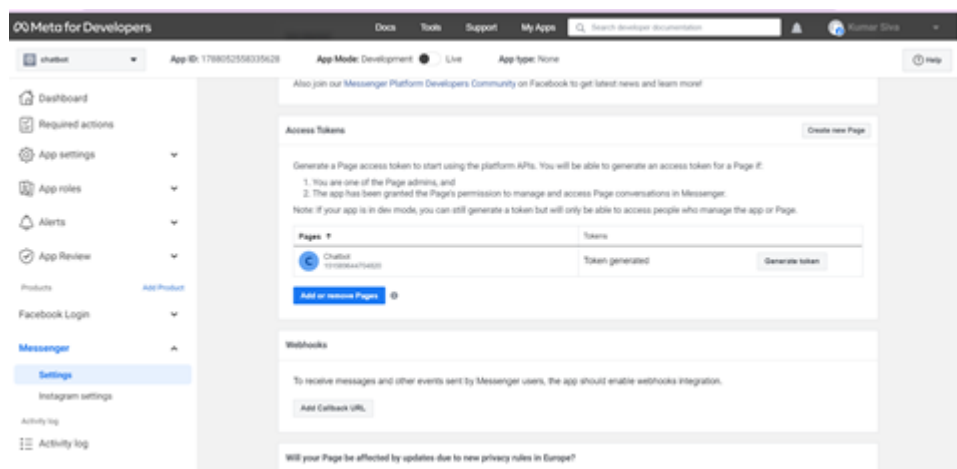 Meta for Developers
Docs Tools Support My Apps Search developer documentation Kumar Siva
chatbot App ID: 1788052558335628 App Mode: Development Live App type: None Help
Also join our Messenger Platform Developers Community on Facebook to get latest news and learn more!
Dashboard
Required actions
App settings
App roles
Alerts
App Review
Products Add Product
Facebook Login
Messenger
Settings
Instagram settings
Activity log
Activity log
Access Tokens Create new Page
Generate a Page access token to start using the platform APIs. You will be able to generate an access token for a Page if:
1. You are one of the Page admins, and
2. The app has been granted the Page's permission to manage and access Page conversations in Messenger.
Note: If your app is in dev mode, you can still generate a token but will only be able to access people who manage the app or Page.
Pages ↑ Tokens
C Chatbot Token generated Generate token
Add or remove Pages
Webhooks
To receive messages and other events sent by Messenger users, the app should enable webhooks integration.
Add Callback URL
Will your Page be affected by updates due to new privacy rules in Europe?